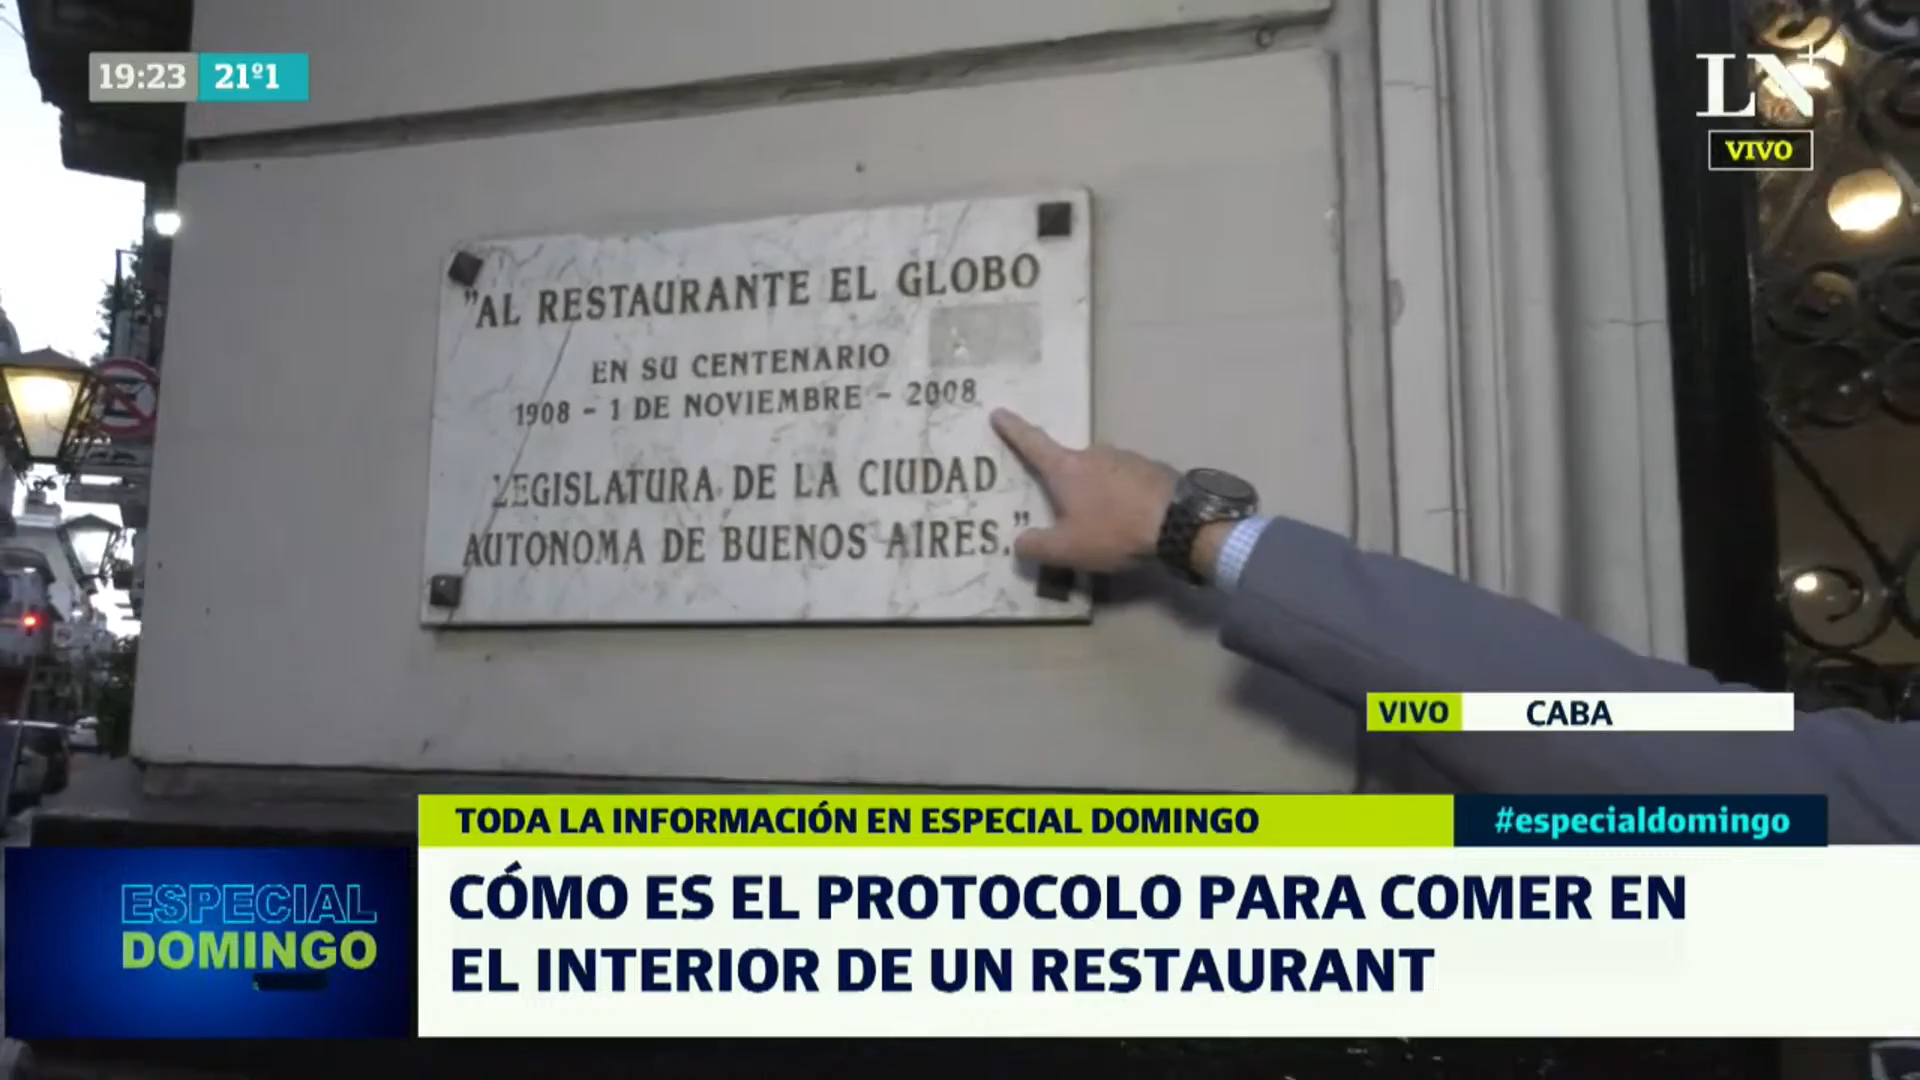 19:23 21º1
LN+
VIVO
"AL RESTAURANTE EL GLOBO
EN SU CENTENARIO
1908 - 1 DE NOVIEMBRE - 2008
LEGISLATURA DE LA CIUDAD
AUTONOMA DE BUENOS AIRES."
VIVO CABA
TODA LA INFORMACIÓN EN ESPECIAL DOMINGO #especialdomingo
ESPECIAL
DOMINGO
CÓMO ES EL PROTOCOLO PARA COMER EN
EL INTERIOR DE UN RESTAURANT